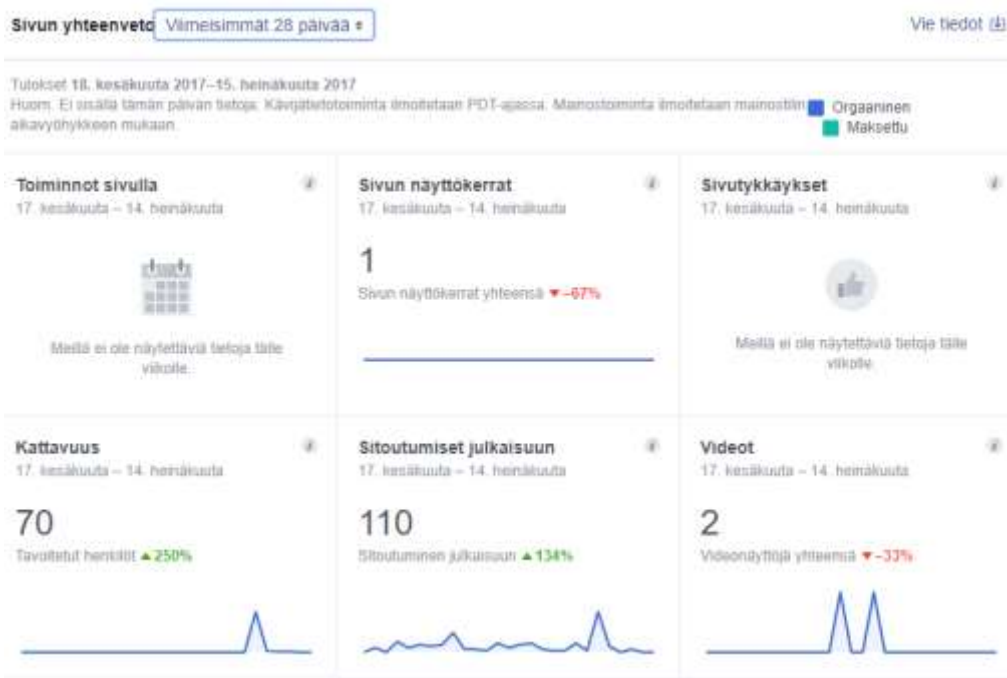 Sivun yhteenveto Viimeisimmät 28 päivää
Vie tiedot
Tulokset 18. kesäkuuta 2017–15. heinäkuuta 2017
Huom. Ei sisällä tämän päivän tietoja. Kävijätietotoiminta ilmoitetaan PDT-ajassa. Mainostoiminta ilmoitetaan mainostilin
aikavyöhykkeen mukaan.
Orgaaninen
Maksettu
Toiminnot sivulla
17. kesäkuuta – 14. heinäkuuta
Meillä ei ole näytettäviä tietoja tälle
viikolle.
Sivun näyttökerrat
17. kesäkuuta – 14. heinäkuuta
1
Sivun näyttökerrat yhteensä ▼ –67%
Sivutykkäykset
17. kesäkuuta – 14. heinäkuuta
Meillä ei ole näytettäviä tietoja tälle
viikolle.
Kattavuus
17. kesäkuuta – 14. heinäkuuta
70
Tavoitetut henkilöt ▲ 250%
Sitoutumiset julkaisuun
17. kesäkuuta – 14. heinäkuuta
110
Sitoutuminen julkaisuun ▲ 134%
Videot
17. kesäkuuta – 14. heinäkuuta
2
Videonäyttöjä yhteensä ▼ –33%